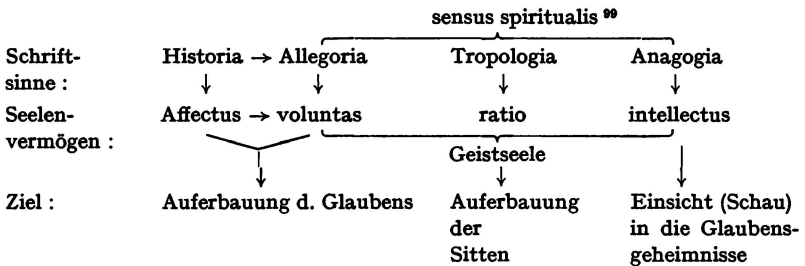 sensus spiritualis ⁹⁹
Schrift- Historia → Allegoria Tropologia Anagogia
sinne :
Seelen- Affectus → voluntas ratio intellectus
vermögen :
Geistseele
Ziel : Auferbauung d. Glaubens Auferbauung Einsicht (Schau)
der in die Glaubens-
Sitten geheimnisse